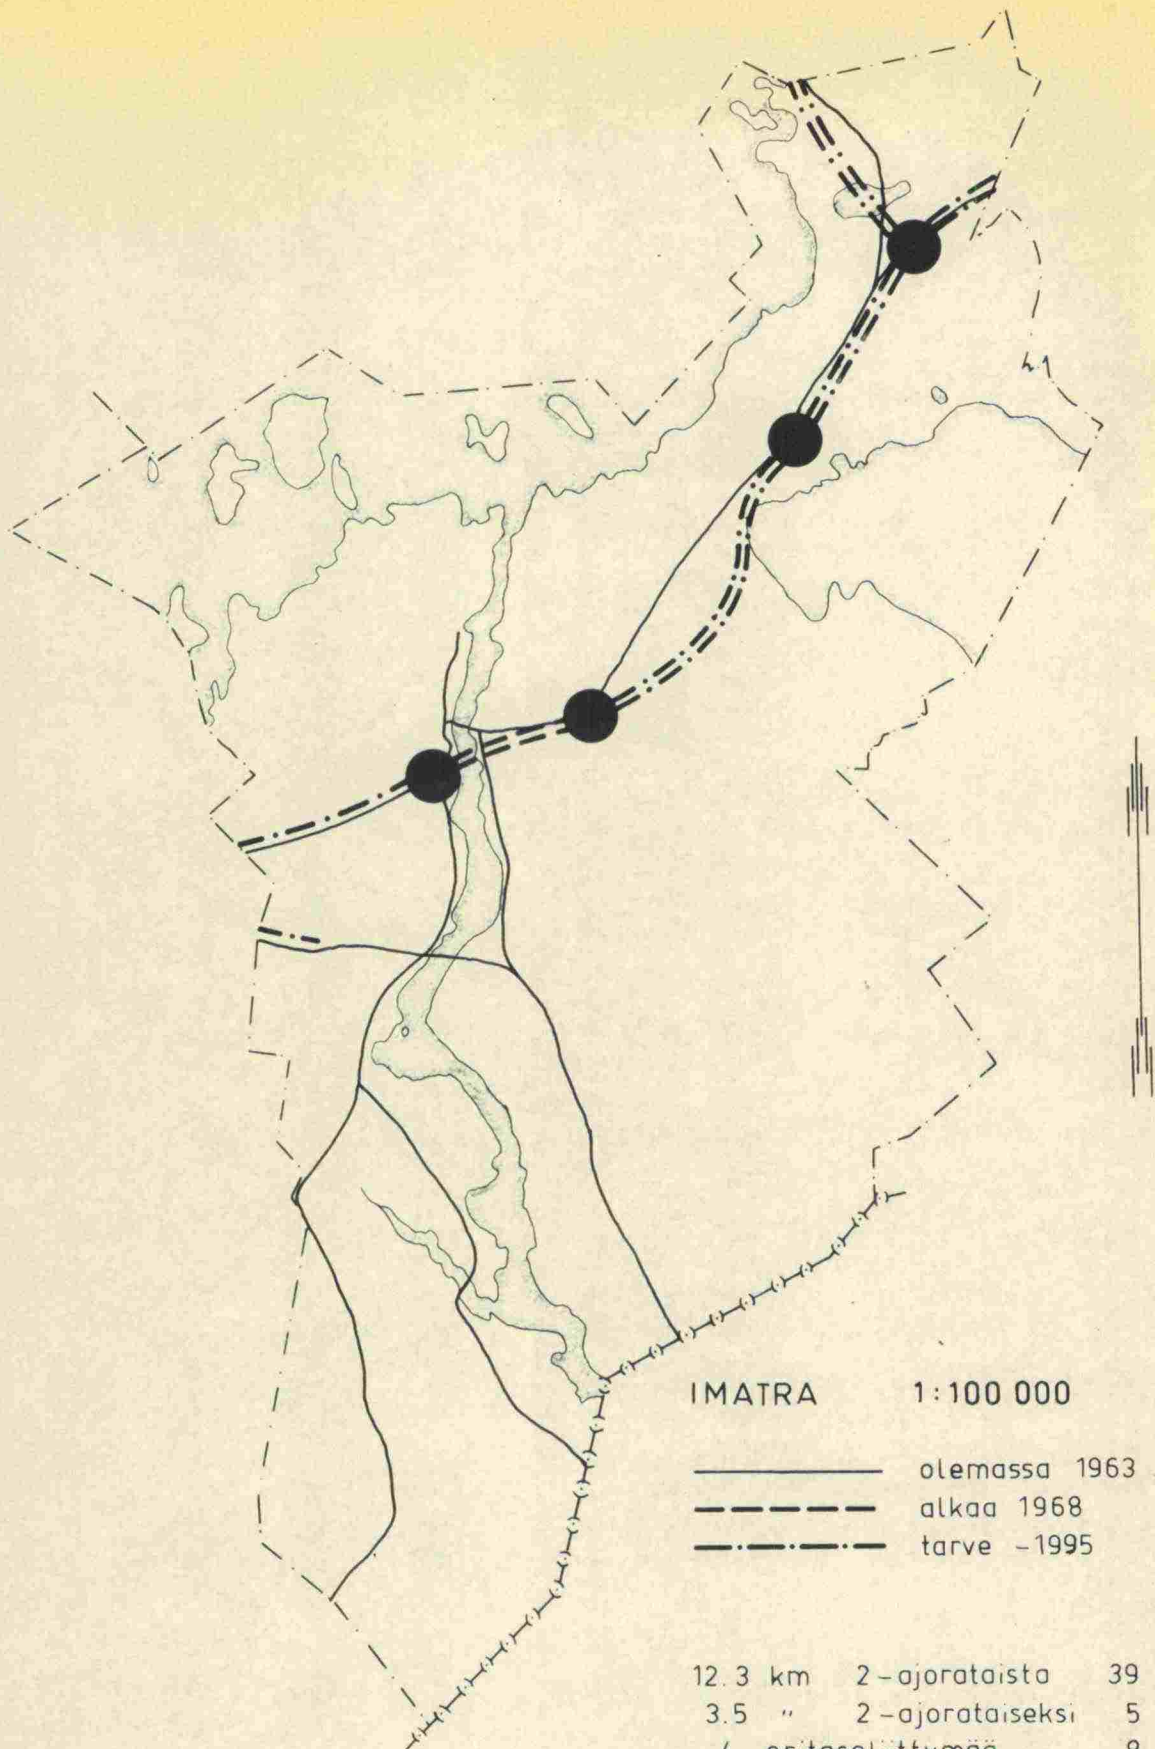 IMATRA 1:100 000
olemassa 1963
alkaa 1968
tarve -1995
12.3 km 2-ajorataista 39
3.5 " 2-ajorataiseksi 5